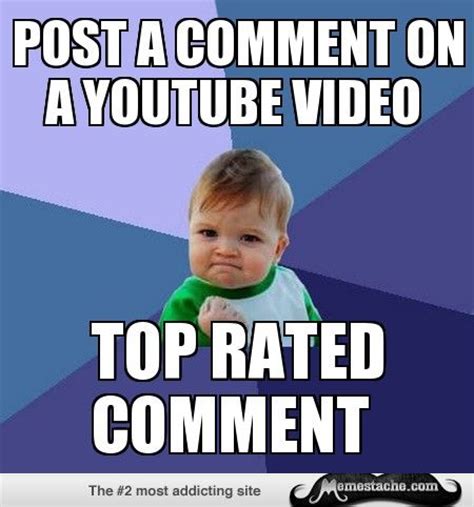 POST A COMMENT ON
A YOUTUBE VIDEO
TOP RATED
COMMENT
The #2 most addicting site
Memestache.com